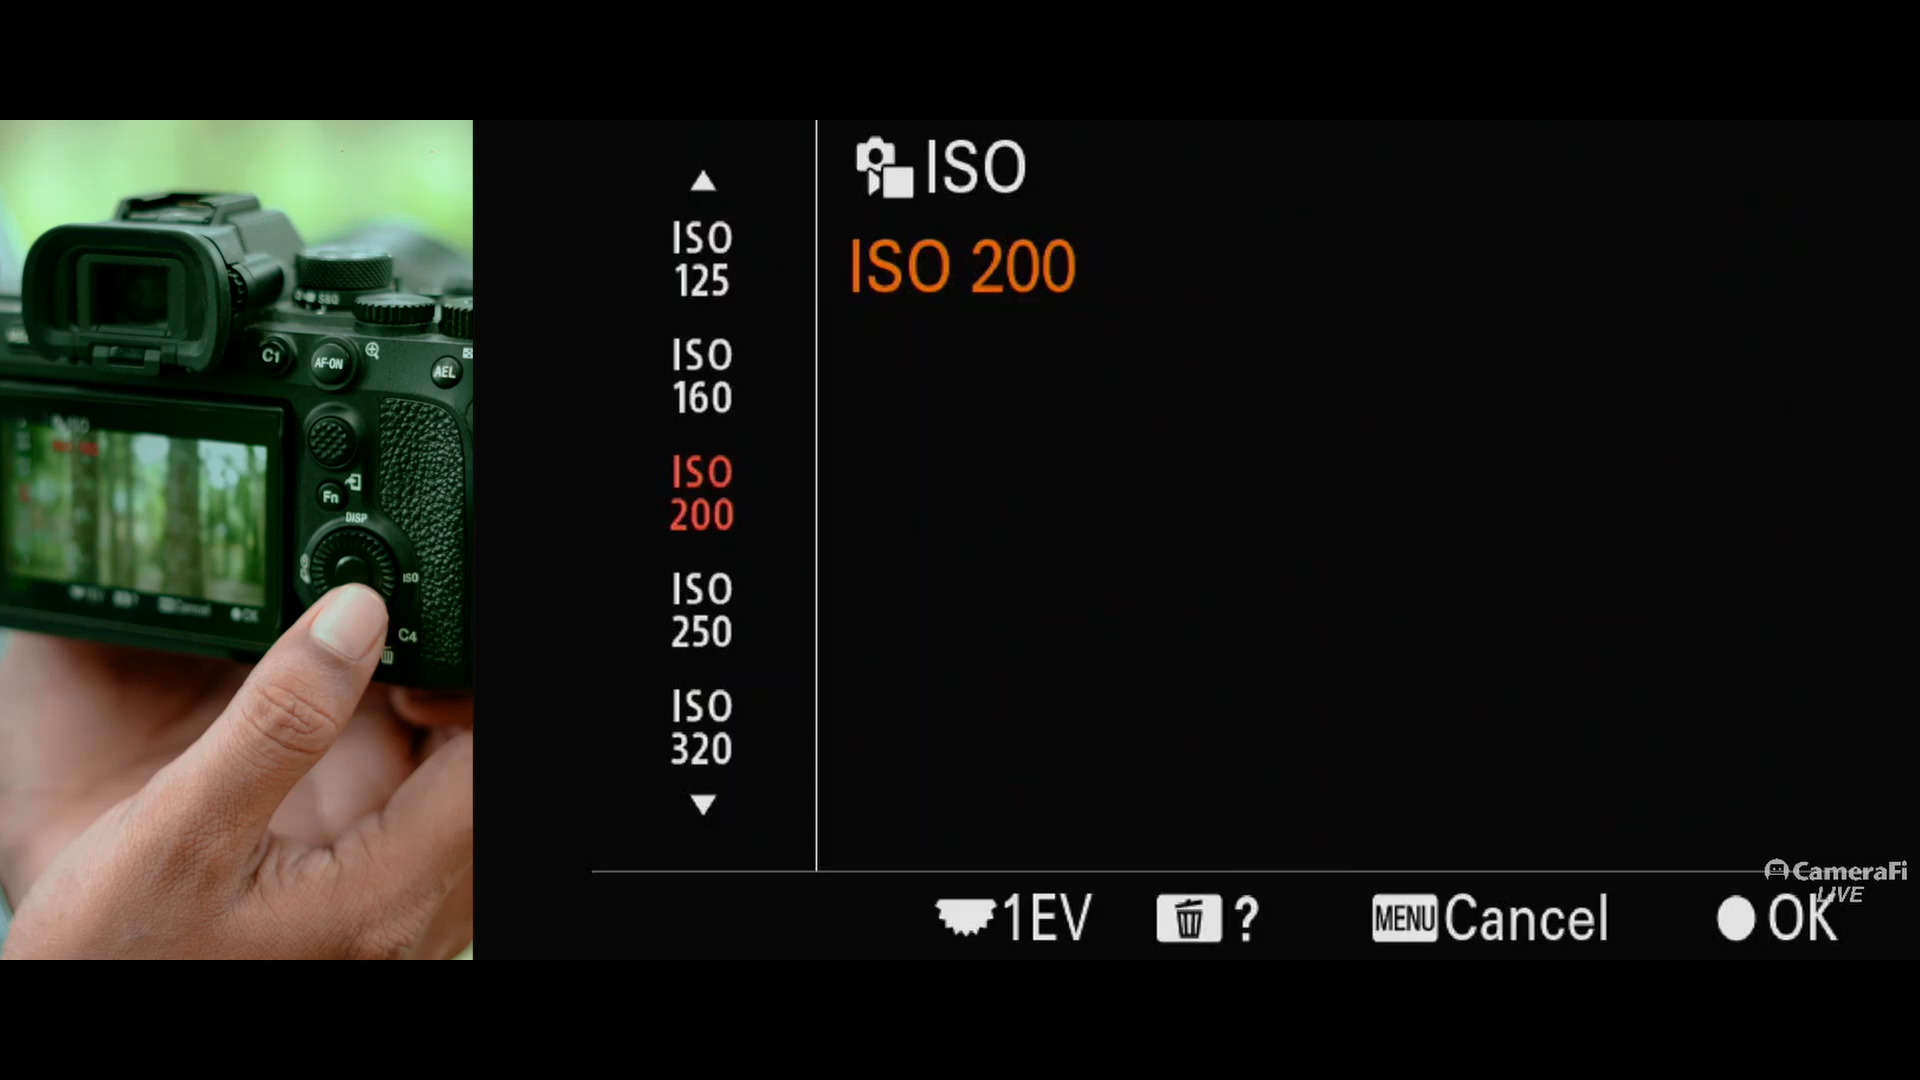 C1
AF-ON
AEL
Fn
DISP
ISO
C4
ISO
125
ISO
160
ISO
200
ISO
250
ISO
320
ISO
ISO 200
1EV
?
MENU Cancel
OK
CameraFi
LIVE